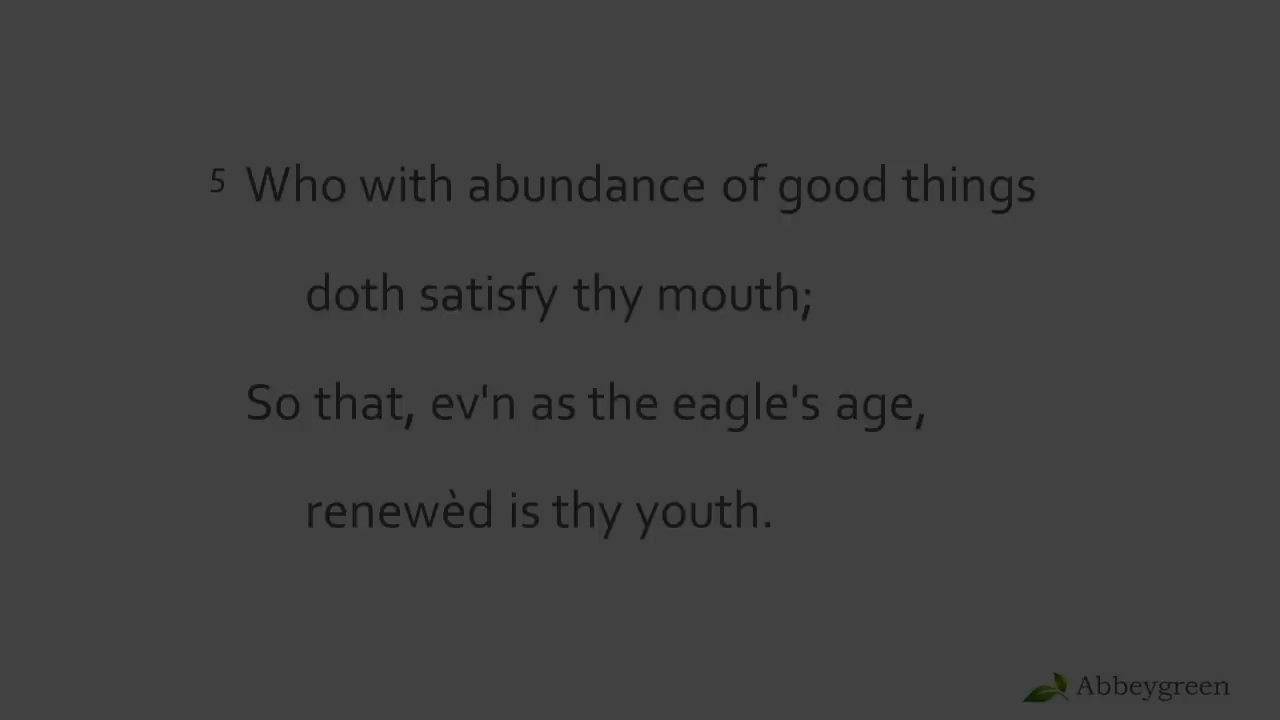 5 Who with abundance of good things
doth satisfy thy mouth;
So that, ev'n as the eagle's age,
renewèd is thy youth.
Abbeygreen